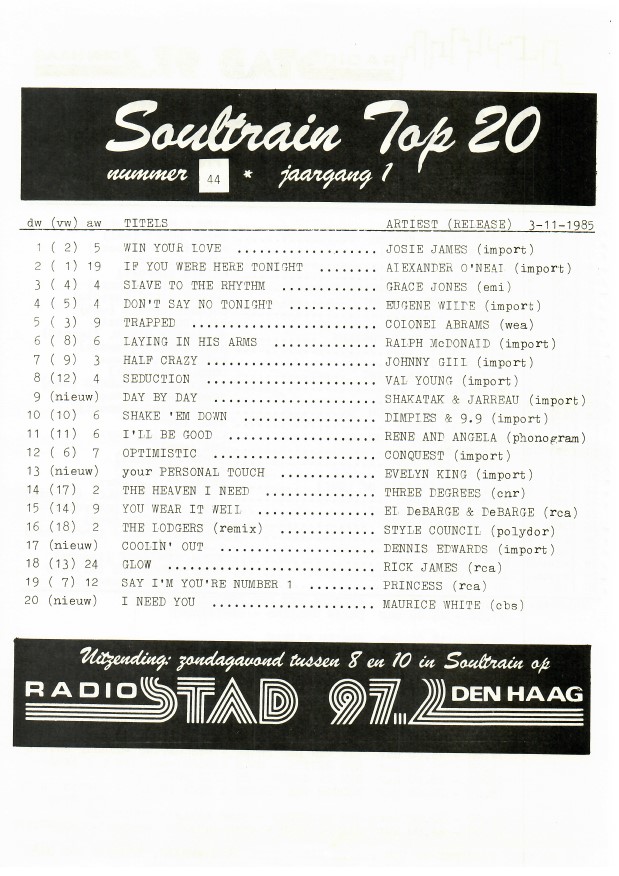 Soultrain Top 20
nummer 44 * jaargang 1
dw (vw) aw TITELS ARTIEST (RELEASE) 3-11-1985
1 ( 2) 5 WIN YOUR LOVE .................. JOSIE JAMES (import)
2 ( 1) 19 IF YOU WERE HERE TONIGHT ........ ALEXANDER O'NEAL (import)
3 ( 4) 4 SLAVE TO THE RHYTHM ............. GRACE JONES (emi)
4 ( 5) 4 DON'T SAY NO TONIGHT ............ EUGENE WILDE (import)
5 ( 3) 9 TRAPPED ......................... COLONEL ABRAMS (wea)
6 ( 8) 6 LAYING IN HIS ARMS .............. RALPH McDONALD (import)
7 ( 9) 3 HALF CRAZY ...................... JOHNNY GILL (import)
8 (12) 4 SEDUCTION ....................... VAL YOUNG (import)
9 (nieuw) DAY BY DAY ...................... SHAKATAK & JARREAU (import)
10 (10) 6 SHAKE 'EM DOWN ................... DIMPLES & 9.9 (import)
11 (11) 6 I'LL BE GOOD ..................... RENE AND ANGELA (phonogram)
12 ( 6) 7 OPTIMISTIC ....................... CONQUEST (import)
13 (nieuw) your PERSONAL TOUCH .............. EVELYN KING (import)
14 (17) 2 THE HEAVEN I NEED ................ THREE DEGREES (cnr)
15 (14) 9 YOU WEAR IT WELL ................. EL DeBARGE & DeBARGE (rca)
16 (18) 2 THE LODGERS (remix) .............. STYLE COUNCIL (polydor)
17 (nieuw) COOLIN' OUT ...................... DENNIS EDWARDS (import)
18 (13) 24 GLOW ............................. RICK JAMES (rca)
19 ( 7) 12 SAY I'M YOU'RE NUMBER 1 ......... PRINCESS (rca)
20 (nieuw) I NEED YOU ....................... MAURICE WHITE (cbs)
Uitzending: zondagavond tussen 8 en 10 in Soultrain op
RADIO STAD 97.2 DEN HAAG